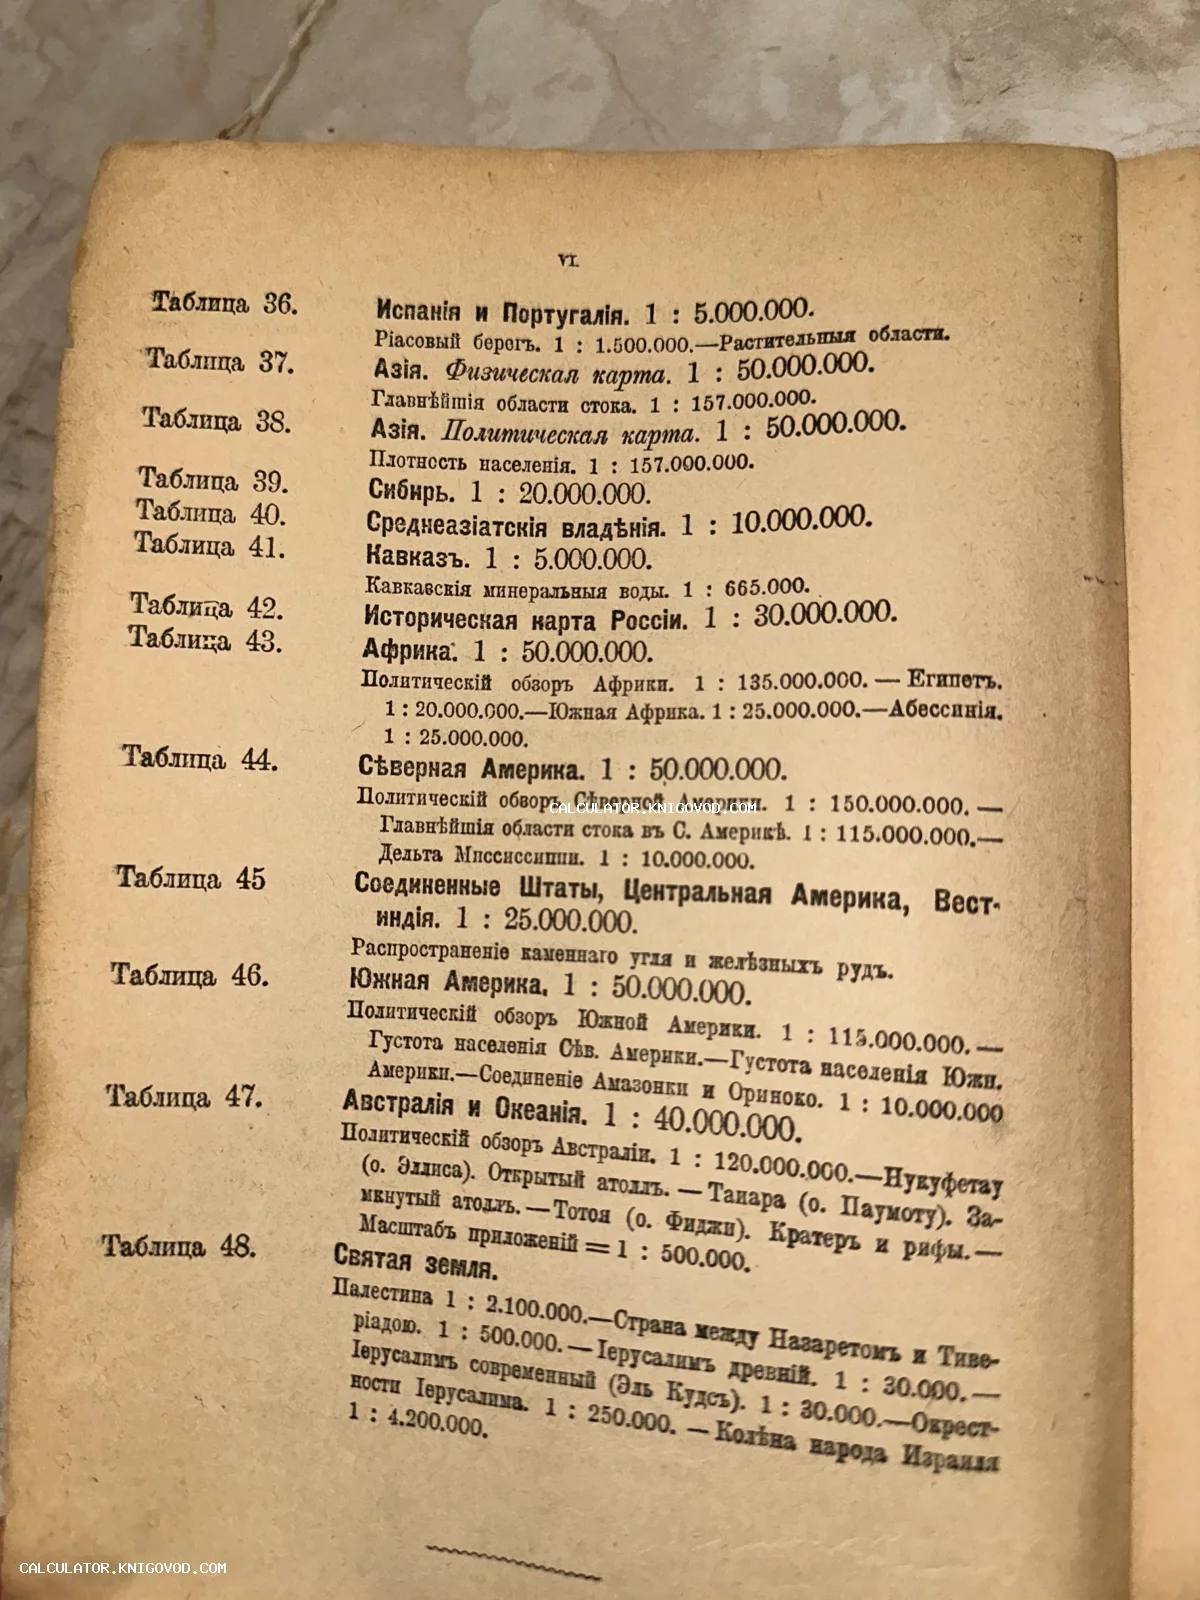 VI.
Таблица 36. Испанія и Португалія. 1 : 5.000.000.
Ріасовый берегъ. 1 : 1.500.000.—Растительныя области.
Таблица 37. Азія. Физическая карта. 1 : 50.000.000.
Главнѣйшія области стока. 1 : 157.000.000.
Таблица 38. Азія. Политическая карта. 1 : 50.000.000.
Плотность населенія. 1 : 157.000.000.
Таблица 39. Сибирь. 1 : 20.000.000.
Таблица 40. Среднеазіатскія владѣнія. 1 : 10.000.000.
Таблица 41. Кавказъ. 1 : 5.000.000.
Кавкавскія минеральныя воды. 1 : 665.000.
Таблица 42. Историческая карта Россіи. 1 : 30.000.000.
Таблица 43. Африка. 1 : 50.000.000.
Политическій обзоръ Африки. 1 : 135.000.000. — Египетъ.
1 : 20.000.000.—Южная Африка. 1 : 25.000.000.—Абессинія.
1 : 25.000.000.
Таблица 44. Сѣверная Америка. 1 : 50.000.000.
Политическій обворъ Сѣверной Америки. 1 : 150.000.000. —
CALCULATOR.KNIGOVOD.COM
Главнѣйшія области стока въ С. Америкѣ. 1 : 115.000.000.—
Дельта Миссиссиппи. 1 : 10.000.000.
Таблица 45 Соединенные Штаты, Центральная Америка, Вест-
индія. 1 : 25.000.000.
Распространеніе каменнаго угля и желѣзныхъ рудъ.
Таблица 46. Южная Америка. 1 : 50.000.000.
Политическій обзоръ Южной Америки. 1 : 115.000.000. —
Густота населенія Сѣв. Америки.—Густота населенія Южн.
Америки.—Соединеніе Амазонки и Ориноко. 1 : 10.000.000
Таблица 47. Австралія и Океанія. 1 : 40.000.000.
Политическій обзоръ Австраліи. 1 : 120.000.000.—Нукуфетау
(о. Эллиса). Открытый атоллъ. — Танара (о. Паумоту). За-
мкнутый атоллъ. — Тотоя (о. Фиджи). Кратеръ и рифы. —
Масштабъ приложеній = 1 : 500.000.
Таблица 48. Святая земля.
Палестина 1 : 2.100.000.—Страна между Назаретомъ и Тиве-
ріадою. 1 : 500.000. — Іерусалимъ древній. 1 : 30.000. —
Іерусалимъ современный (Эль Кудсъ). 1 : 30.000.—Окрест-
ности Іерусалима. 1 : 250.000. — Колѣна народа Израиля
1 : 4.200.000.
CALCULATOR.KNIGOVOD.COM